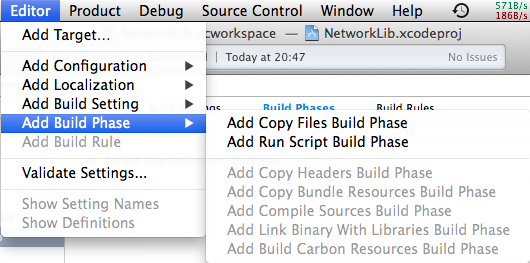 Editor Product Debug Source Control Window Help 571B/s
186B/s
cworkspace — NetworkLib.xcodeproj
Today at 20:47 No Issues
Add Target...
Add Configuration
Add Localization
Add Build Setting
Add Build Phase
Add Build Rule
Validate Settings...
Show Setting Names
Show Definitions
ngs Build Phases Build Rules
Add Copy Files Build Phase
Add Run Script Build Phase
Add Copy Headers Build Phase
Add Copy Bundle Resources Build Phase
Add Compile Sources Build Phase
Add Link Binary With Libraries Build Phase
Add Build Carbon Resources Build Phase